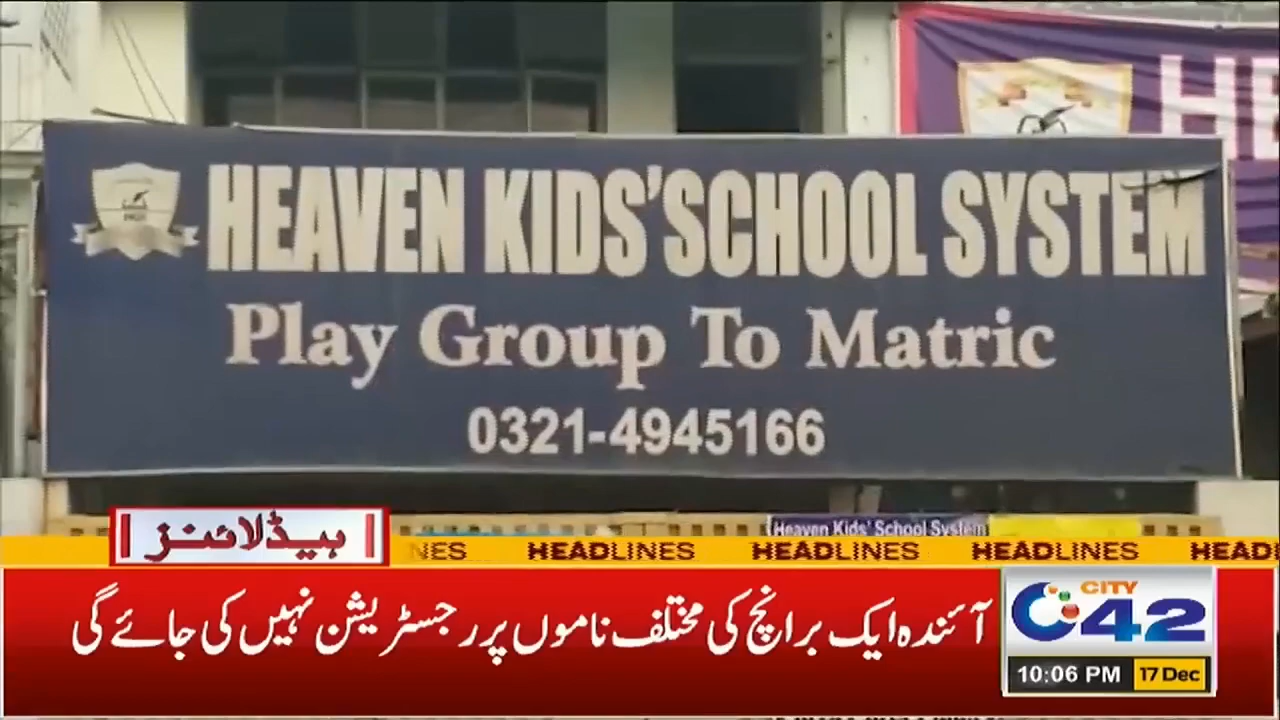 HE
HEAVEN KIDS' SCHOOL SYSTEM
Play Group To Matric
0321-4945166
Heaven Kids' School System
ہیڈلائنز
NES HEADLINES HEADLINES HEADLINES HEAD
آئندہ ایک برانچ کی مختلف ناموں پر رجسٹریشن نہیں کی جائے گی
CITY
42
10:06 PM 17 Dec